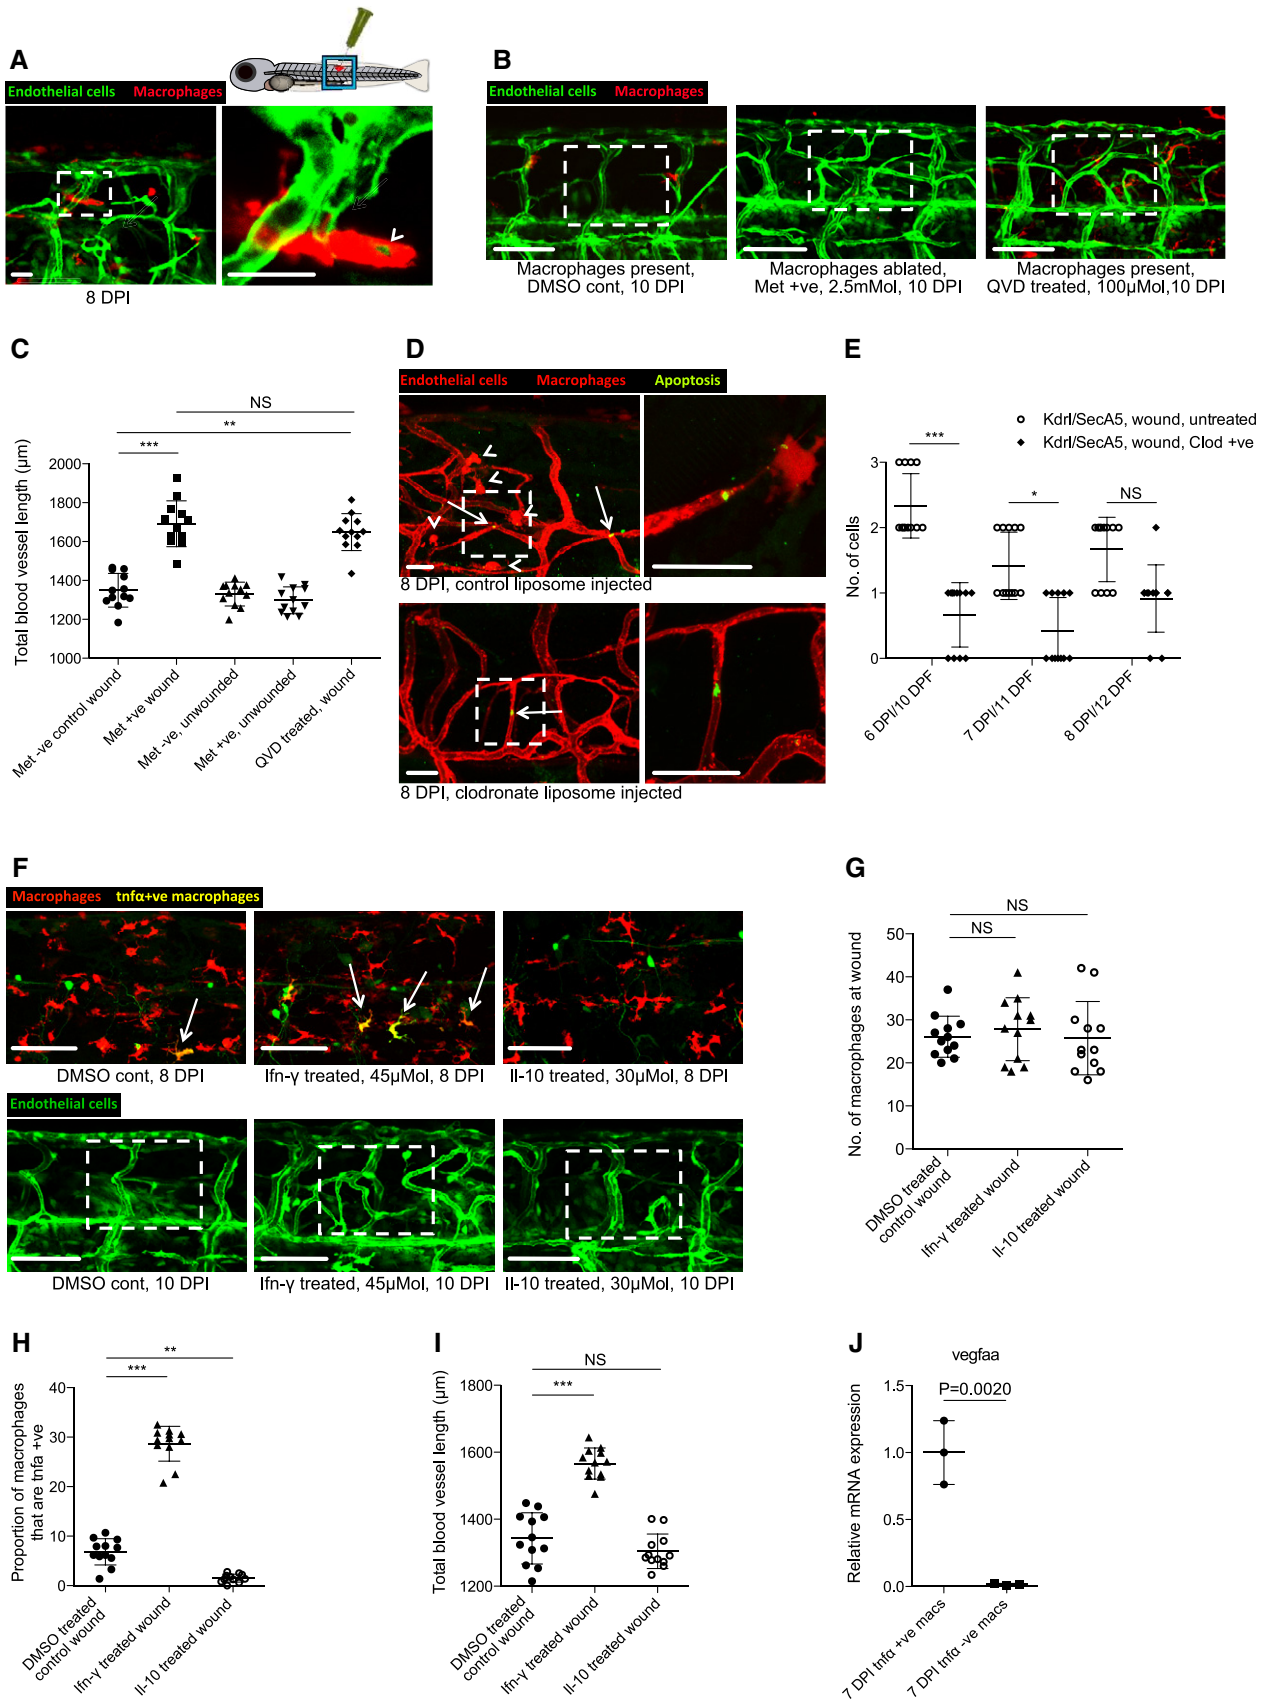 A
Endothelial cells Macrophages
8 DPI
B
Endothelial cells Macrophages
Macrophages present,
DMSO cont, 10 DPI
Macrophages ablated,
Met +ve, 2.5mMol, 10 DPI
Macrophages present,
QVD treated, 100µMol,10 DPI
C
NS
**
***
Total blood vessel length (µm)
2000
1800
1600
1400
1200
1000
Met -ve control wound
Met +ve wound
Met -ve, unwounded
Met +ve, unwounded
QVD treated, wound
D
Endothelial cells Macrophages Apoptosis
8 DPI, control liposome injected
8 DPI, clodronate liposome injected
E
Kdrl/SecA5, wound, untreated
Kdrl/SecA5, wound, Clod +ve
***
*
NS
No. of cells
3
2
1
0
6 DPI/10 DPF
7 DPI/11 DPF
8 DPI/12 DPF
F
Macrophages tnfα+ve macrophages
DMSO cont, 8 DPI
Ifn-γ treated, 45µMol, 8 DPI
Il-10 treated, 30µMol, 8 DPI
Endothelial cells
DMSO cont, 10 DPI
Ifn-γ treated, 45µMol, 10 DPI
Il-10 treated, 30µMol, 10 DPI
G
NS
NS
No. of macrophages at wound
50
40
30
20
10
0
DMSO treated
control wound
Ifn-γ treated wound
Il-10 treated wound
H
**
***
Proportion of macrophages
that are tnfα +ve
40
30
20
10
0
DMSO treated
control wound
Ifn-γ treated wound
Il-10 treated wound
I
NS
***
Total blood vessel length (µm)
1800
1600
1400
1200
DMSO treated
control wound
Ifn-γ treated wound
Il-10 treated wound
J
vegfaa
P=0.0020
Relative mRNA expression
1.5
1.0
0.5
0.0
7 DPI tnfα +ve macs
7 DPI tnfα -ve macs